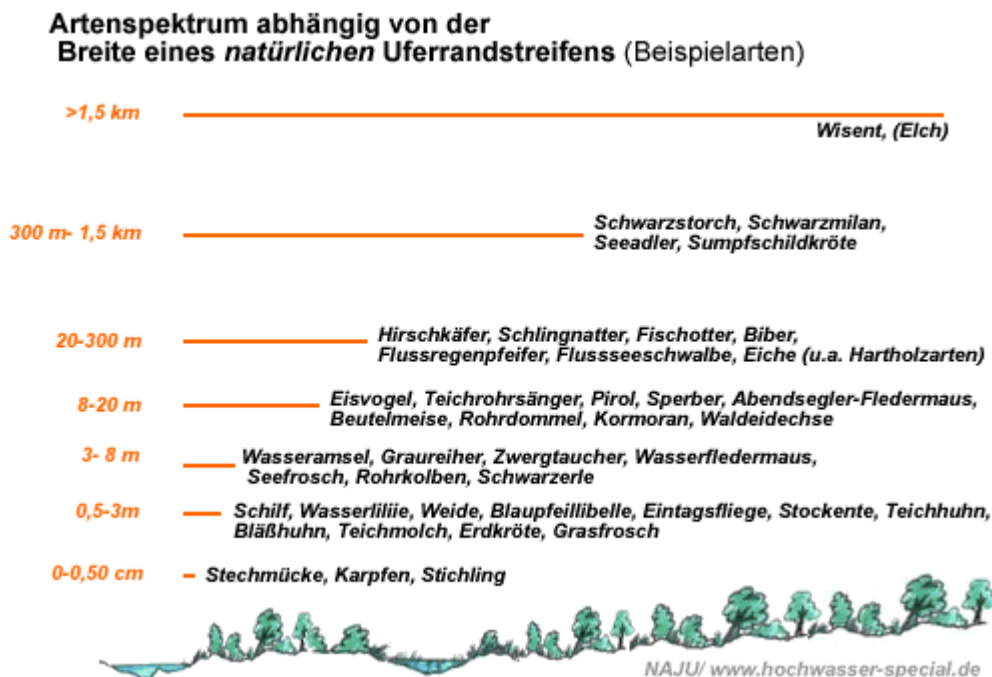 Artenspektrum abhängig von der
Breite eines natürlichen Uferrandstreifens (Beispielarten)
>1,5 km
Wisent, (Elch)
300 m- 1,5 km
Schwarzstorch, Schwarzmilan,
Seeadler, Sumpfschildkröte
20-300 m
Hirschkäfer, Schlingnatter, Fischotter, Biber,
Flussregenpfeifer, Flussseeschwalbe, Eiche (u.a. Hartholzarten)
8-20 m
Eisvogel, Teichrohrsänger, Pirol, Sperber, Abendsegler-Fledermaus,
Beutelmeise, Rohrdommel, Kormoran, Waldeidechse
3- 8 m
Wasseramsel, Graureiher, Zwergtaucher, Wasserfledermaus,
Seefrosch, Rohrkolben, Schwarzerle
0,5-3m
Schilf, Wasserliliie, Weide, Blaupfeillibelle, Eintagsfliege, Stockente, Teichhuhn,
Bläßhuhn, Teichmolch, Erdkröte, Grasfrosch
0-0,50 cm
Stechmücke, Karpfen, Stichling
NAJU/ www.hochwasser-special.de